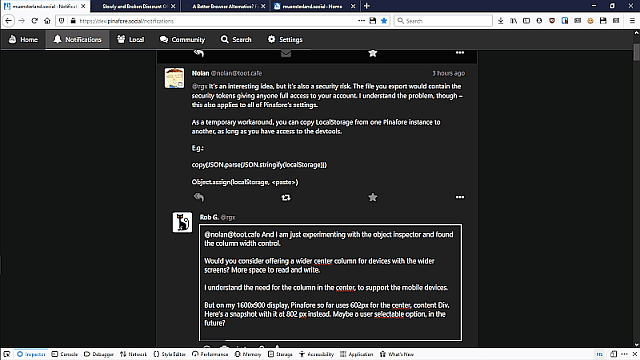 muensterland.social - Notificati
Slowly and Broken Discount O
A Better Browser Alternative? F
muensterland.social - Home
https://dev.pinafore.social/notifications
Search
Home
Notifications
Local
Community
Search
Settings
Nolan @nolan@toot.cafe
3 hours ago
@rgx It's an interesting idea, but it's also a security risk. The file you export would contain the
security tokens giving anyone full access to your account. I understand the problem, though –
this also applies to all of Pinafore's settings.
As a temporary workaround, you can copy LocalStorage from one Pinafore instance to
another, as long as you have access to the devtools.
E.g.:
copy(JSON.parse(JSON.stringify(localStorage)))
Object.assign(localStorage, <paste>)
Rob G. @rgx
@nolan@toot.cafe And I am just experimenting with the object inspector and found
the column width control.
Would you consider offering a wider center column for devices with the wider
screens? More space to read and write.
I understand the need for the column in the center, to support the mobile devices.
But on my 1600x900 display, Pinafore so far uses 602px for the center, content Div.
Here's a snapshot with it at 802 px instead. Maybe a user selectable option, in the
future?
Inspector
Console
Debugger
Network
Style Editor
Performance
Memory
Storage
Accessibility
Application
What's New